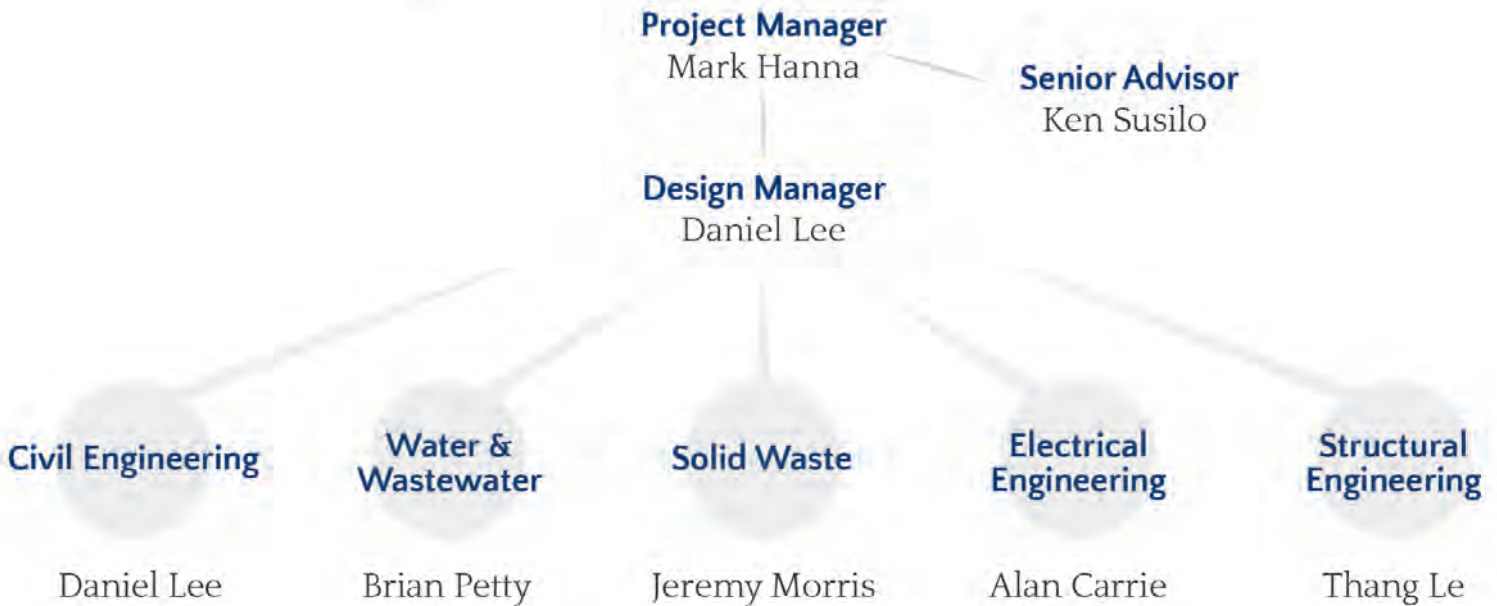 Project Manager
Mark Hanna
Senior Advisor
Ken Susilo
Design Manager
Daniel Lee
Civil Engineering
Water &
Wastewater
Solid Waste
Electrical
Engineering
Structural
Engineering
Daniel Lee
Brian Petty
Jeremy Morris
Alan Carrie
Thang Le